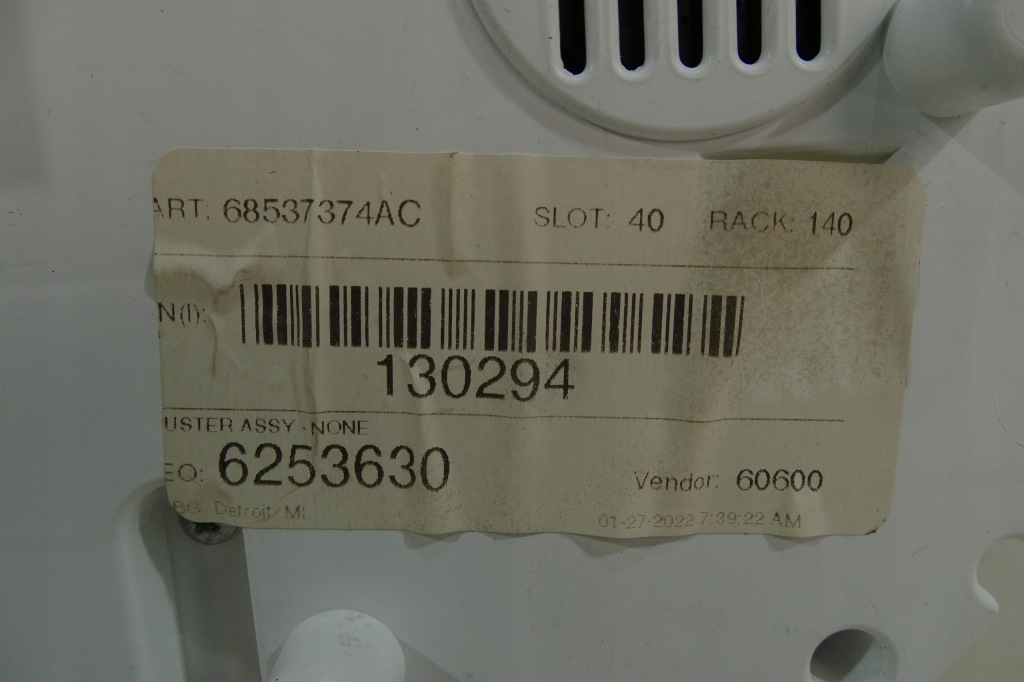 ART: 68537374AC SLOT: 40 RACK: 140
N(I):
130294
USTER ASSY - NONE
EQ: 6253630 Vendor: 60600
BG, Detroit, MI 01-27-2022 7:39:22 AM